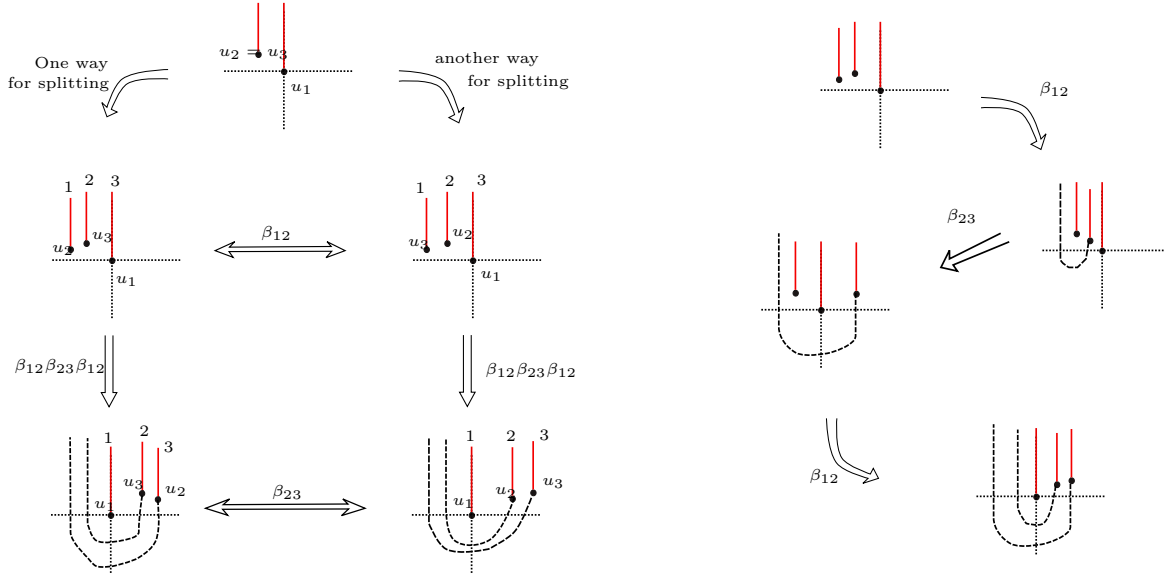 One way
for splitting
u₂ = u₃
u₁
another way
for splitting
β₁₂
1 2 3
u₂ u₃
u₁
β₁₂
1 2 3
u₃ u₂
u₁
β₂₃
β₁₂β₂₃β₁₂
β₁₂β₂₃β₁₂
1 2 3
u₃ u₂
u₁
β₂₃
1 2 3
u₂ u₃
u₁
β₁₂